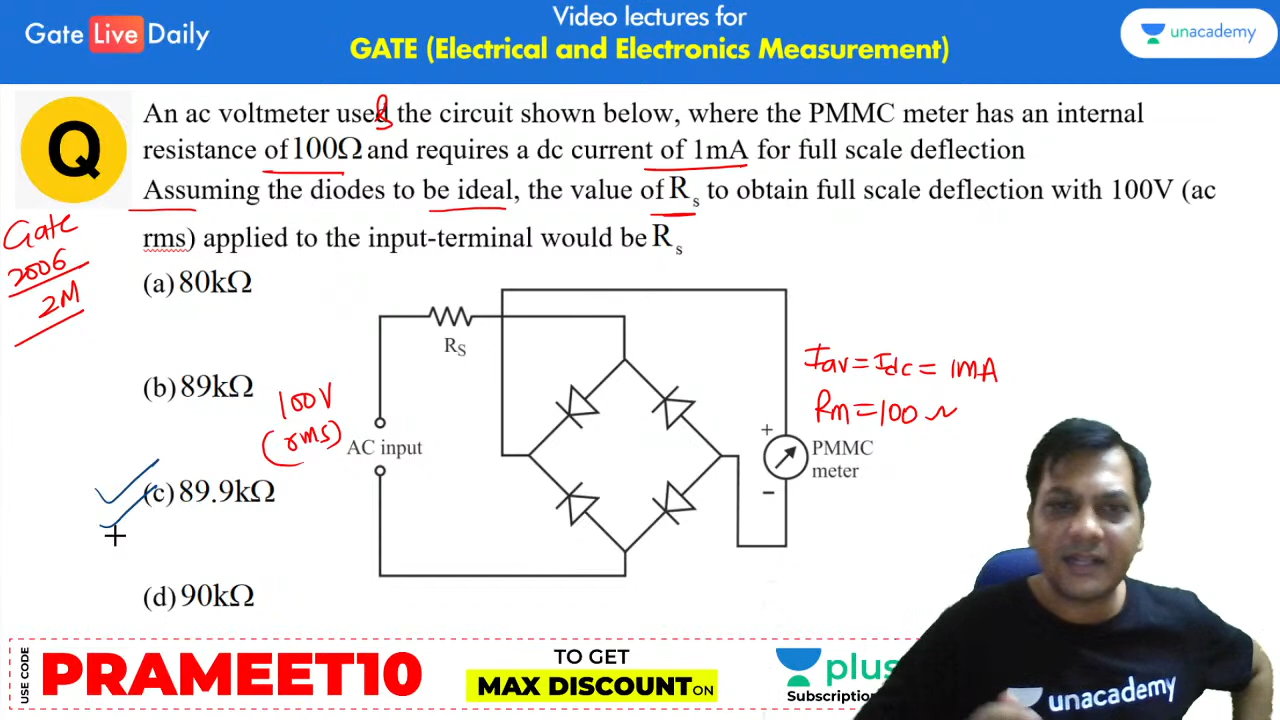 Gate Live Daily
Video lectures for
GATE (Electrical and Electronics Measurement)
unacademy
Q
An ac voltmeter uses the circuit shown below, where the PMMC meter has an internal
resistance of 100Ω and requires a dc current of 1mA for full scale deflection
Assuming the diodes to be ideal, the value of Rs to obtain full scale deflection with 100V (ac
rms) applied to the input-terminal would be Rs
Gate
2006
2M
(a) 80kΩ
(b) 89kΩ
(c) 89.9kΩ
(d) 90kΩ
RS
100V
(rms)
AC input
Iav = Idc = 1mA
Rm = 100 Ω
+
PMMC
meter
−
USE CODE
PRAMEET10
TO GET
MAX DISCOUNT ON
plus
Subscription
unacademy